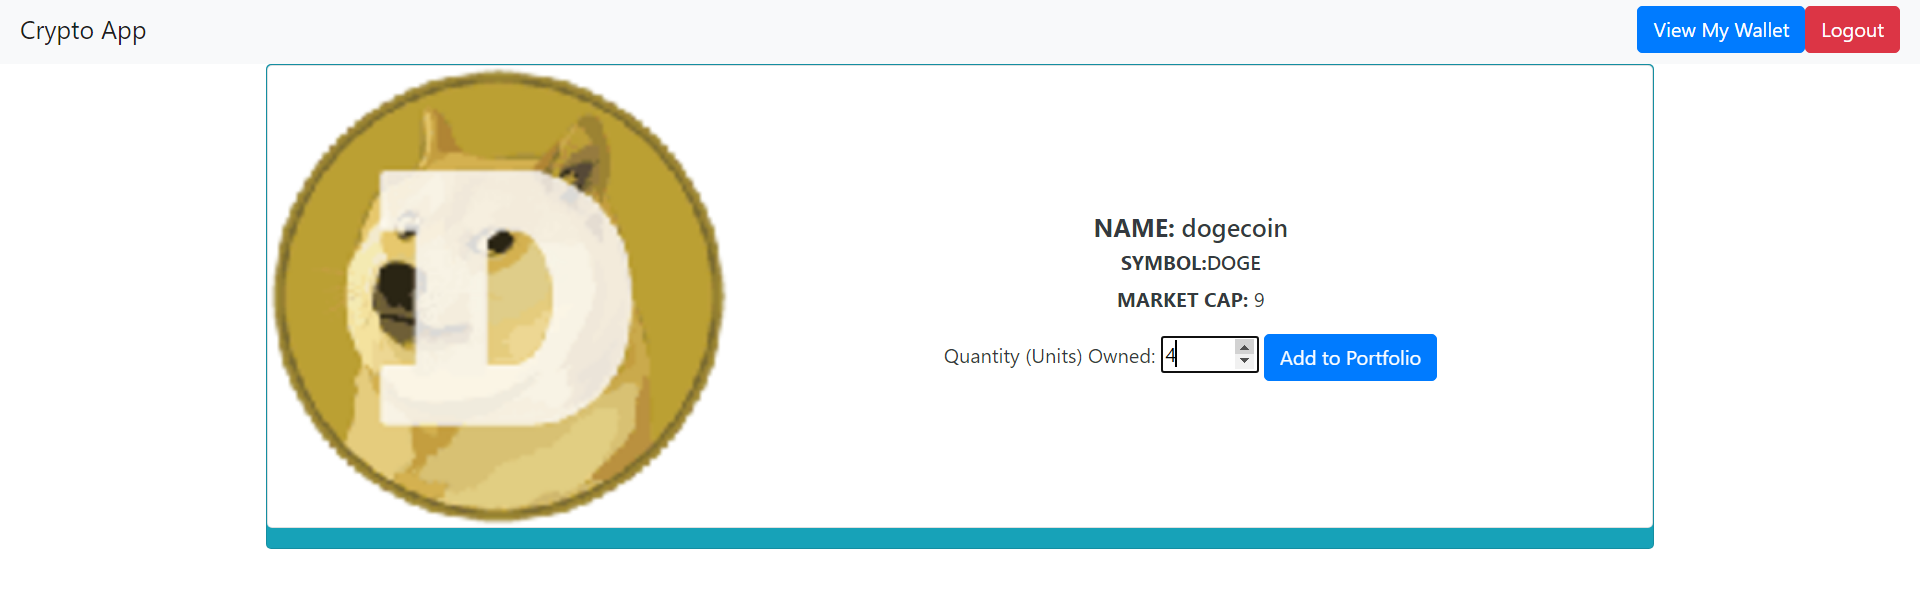 Crypto App
View My Wallet
Logout
D
NAME: dogecoin
SYMBOL:DOGE
MARKET CAP: 9
Quantity (Units) Owned: 4
Add to Portfolio